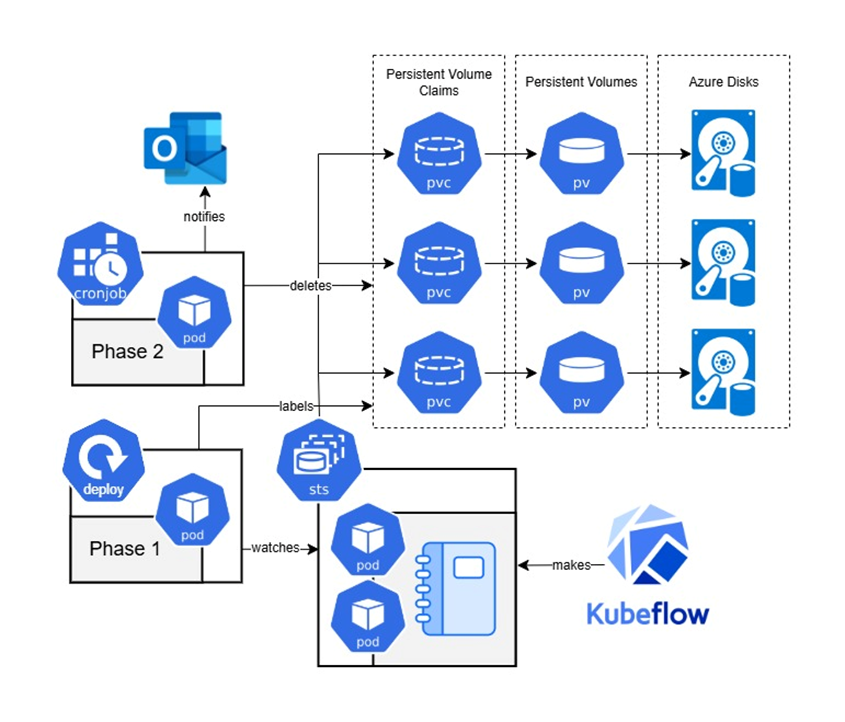 Persistent Volume
Claims
Persistent Volumes
Azure Disks
O
pvc
pv
notifies
cronjob
pod
deletes
pvc
pv
Phase 2
pvc
pv
labels
deploy
sts
pod
Phase 1
watches
pod
makes
pod
Kubeflow